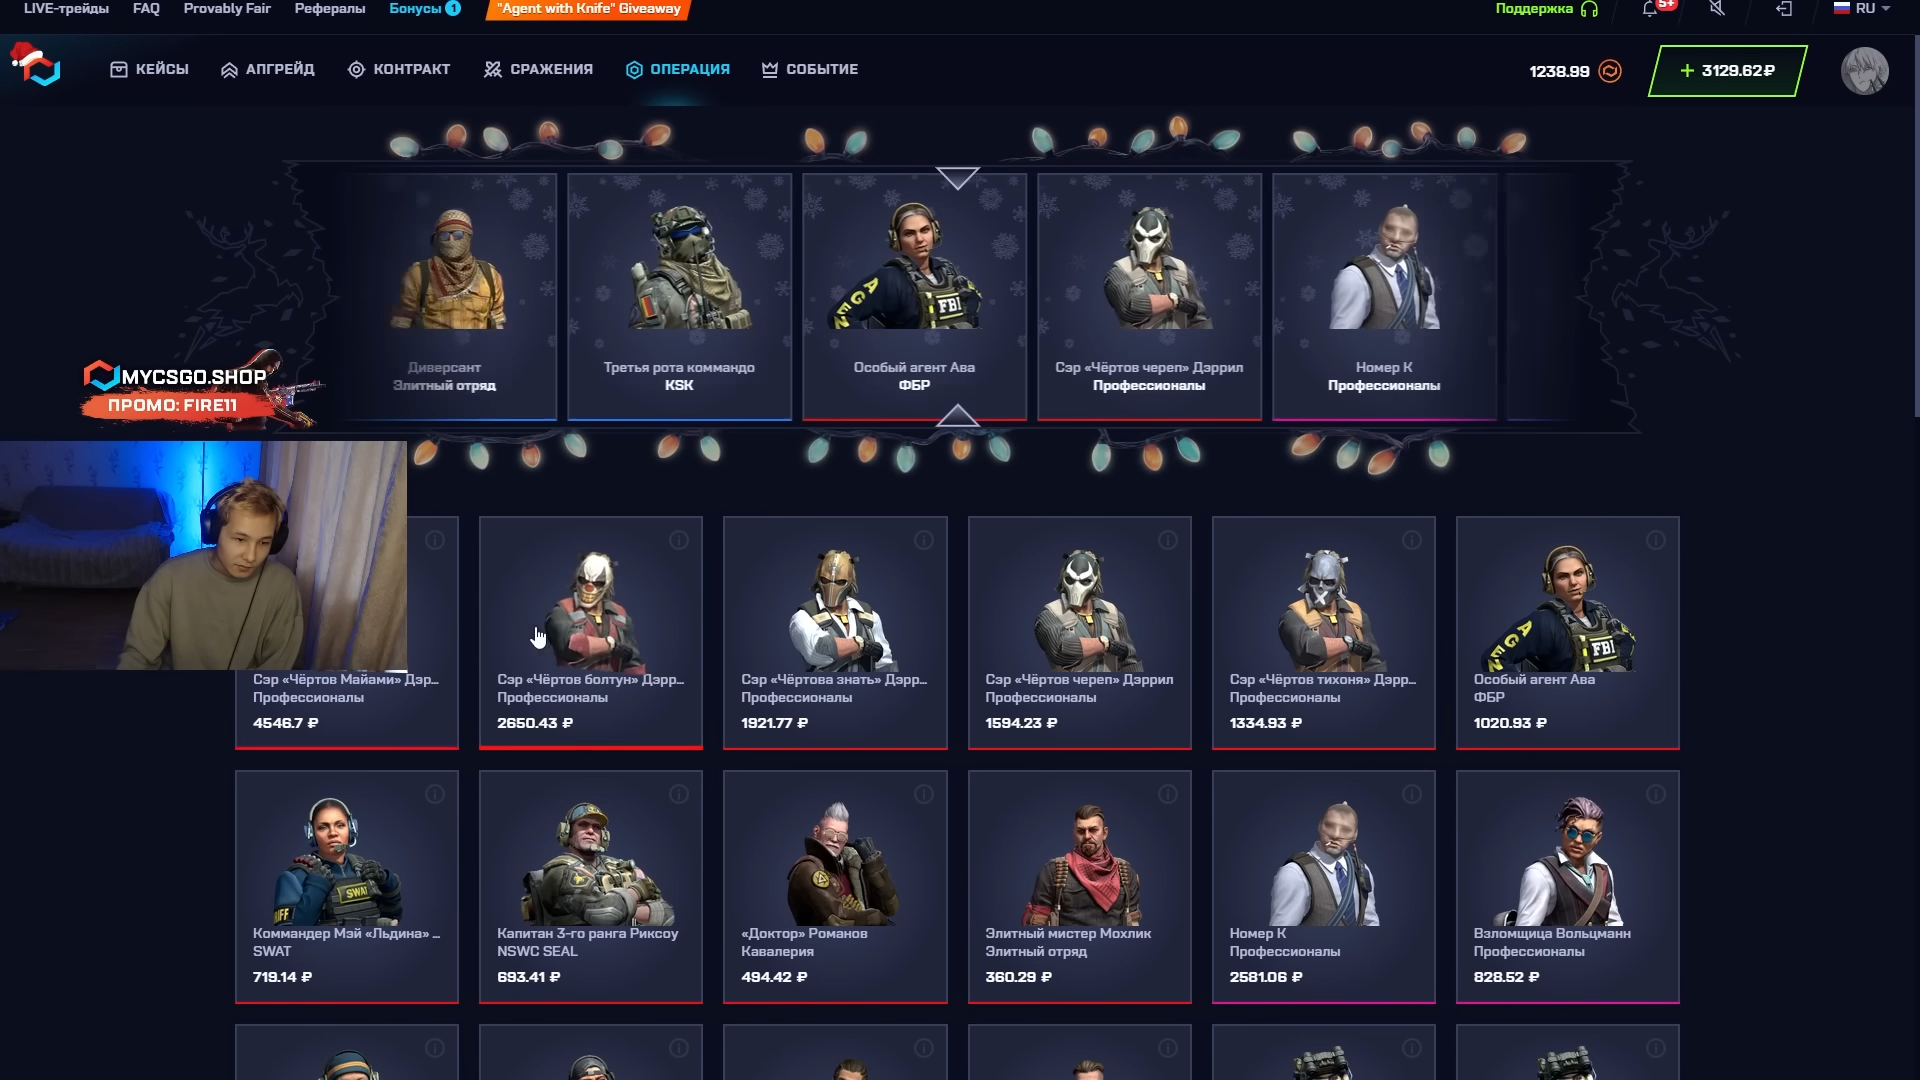 LIVE-трейды FAQ Provably Fair Рефералы Бонусы 1 "Agent with Knife" Giveaway Поддержка 5+ RU
КЕЙСЫ АПГРЕЙД КОНТРАКТ СРАЖЕНИЯ ОПЕРАЦИЯ СОБЫТИЕ 1238.99 + 3129.62₽
AGENT FBI
Диверсант
Элитный отряд
Третья рота коммандо
KSK
Особый агент Ава
ФБР
Сэр «Чёртов череп» Дэррил
Профессионалы
Номер К
Профессионалы
MYCSGO.SHOP
ПРОМО: FIRE11
Сэр «Чёртов Майами» Дэр...
Профессионалы
4546.7 ₽
Сэр «Чёртов болтун» Дэрр...
Профессионалы
2650.43 ₽
Сэр «Чёртова знать» Дэрр...
Профессионалы
1921.77 ₽
Сэр «Чёртов череп» Дэррил
Профессионалы
1594.23 ₽
Сэр «Чёртов тихоня» Дэрр...
Профессионалы
1334.93 ₽
AGEN FBI
Особый агент Ава
ФБР
1020.93 ₽
SWAT
Коммандер Мэй «Льдина» ...
SWAT
719.14 ₽
Капитан 3-го ранга Риксоу
NSWC SEAL
693.41 ₽
«Доктор» Романов
Кавалерия
494.42 ₽
Элитный мистер Мохлик
Элитный отряд
360.29 ₽
Номер К
Профессионалы
2581.06 ₽
Взломщица Вольцманн
Профессионалы
828.52 ₽